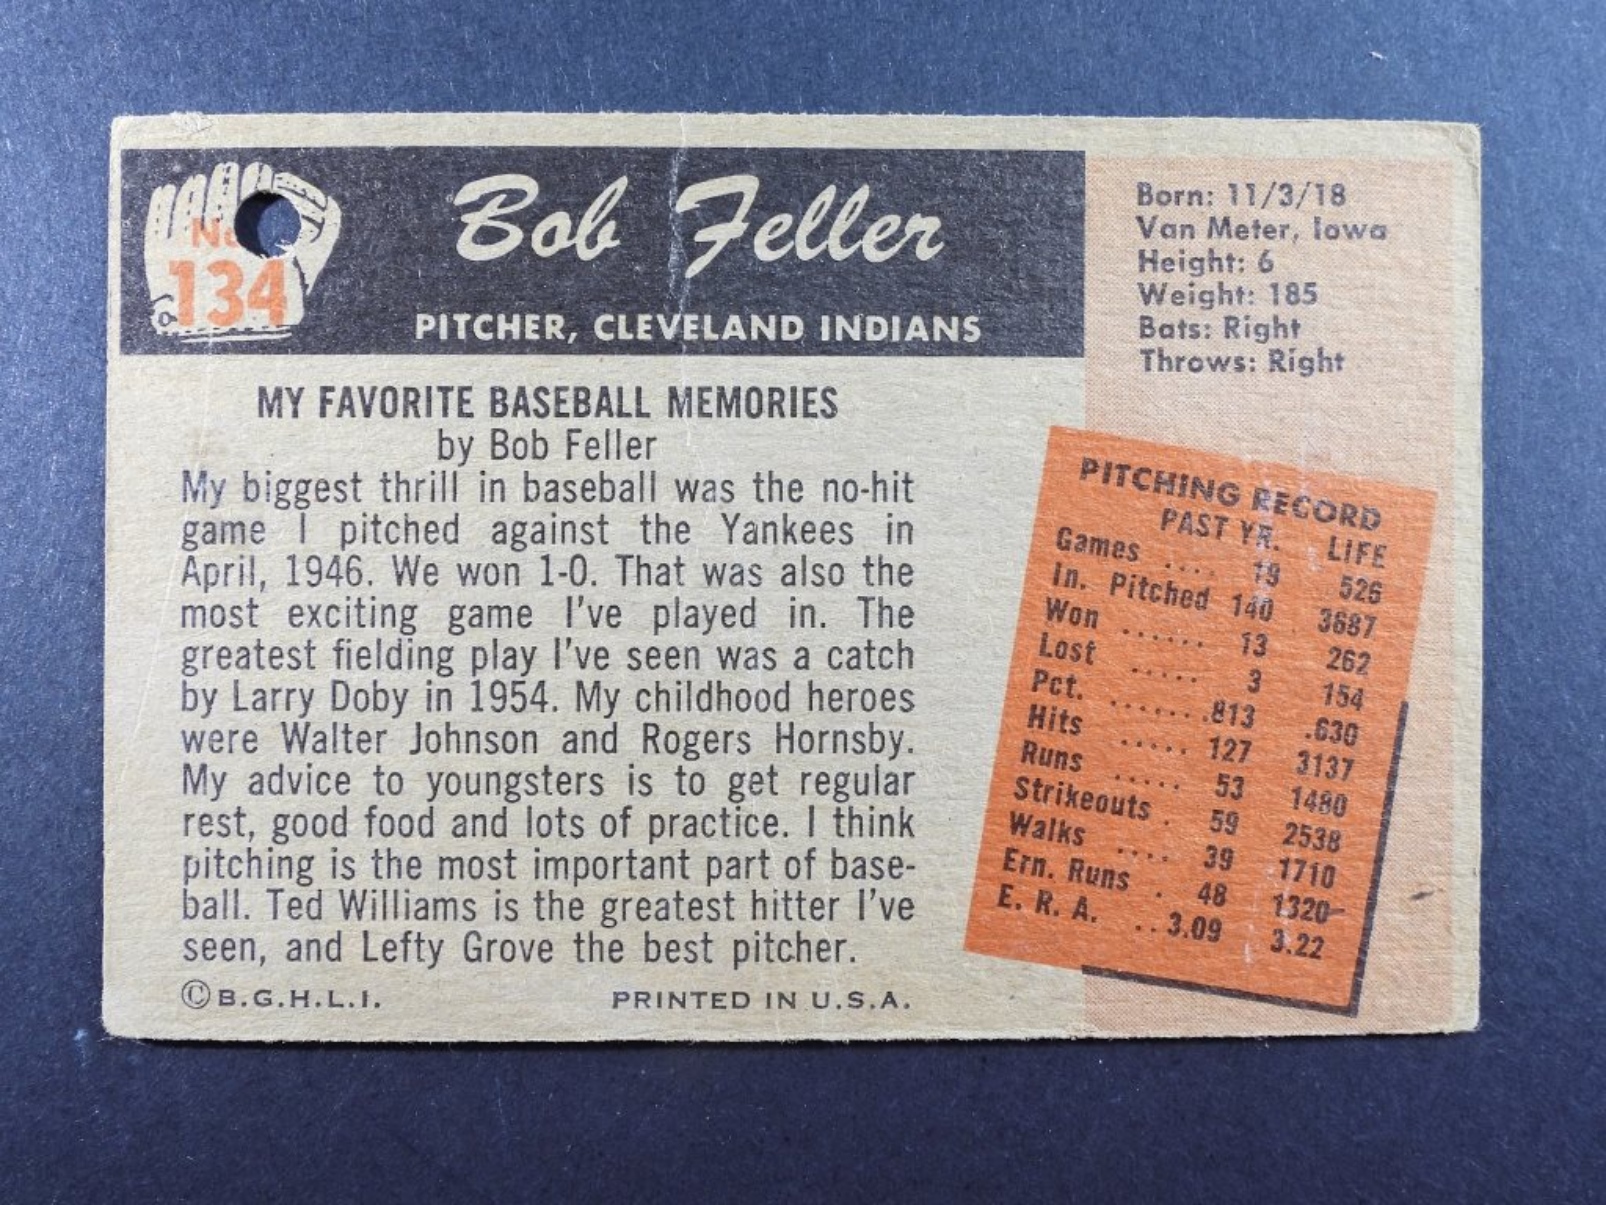 No
134
Bob Feller
PITCHER, CLEVELAND INDIANS
Born: 11/3/18
Van Meter, Iowa
Height: 6
Weight: 185
Bats: Right
Throws: Right
MY FAVORITE BASEBALL MEMORIES
by Bob Feller
My biggest thrill in baseball was the no-hit
game I pitched against the Yankees in
April, 1946. We won 1-0. That was also the
most exciting game I've played in. The
greatest fielding play I've seen was a catch
by Larry Doby in 1954. My childhood heroes
were Walter Johnson and Rogers Hornsby.
My advice to youngsters is to get regular
rest, good food and lots of practice. I think
pitching is the most important part of base-
ball. Ted Williams is the greatest hitter I've
seen, and Lefty Grove the best pitcher.
©B.G.H.L.I. PRINTED IN U.S.A.
PITCHING RECORD
PAST YR. LIFE
Games .... 19 526
In. Pitched 140 3687
Won ...... 13 262
Lost ..... 3 154
Pct. .......813 .630
Hits ..... 127 3137
Runs ..... 53 1480
Strikeouts . 59 2538
Walks .... 39 1710
Ern. Runs . 48 1320
E. R. A. ..3.09 3.22